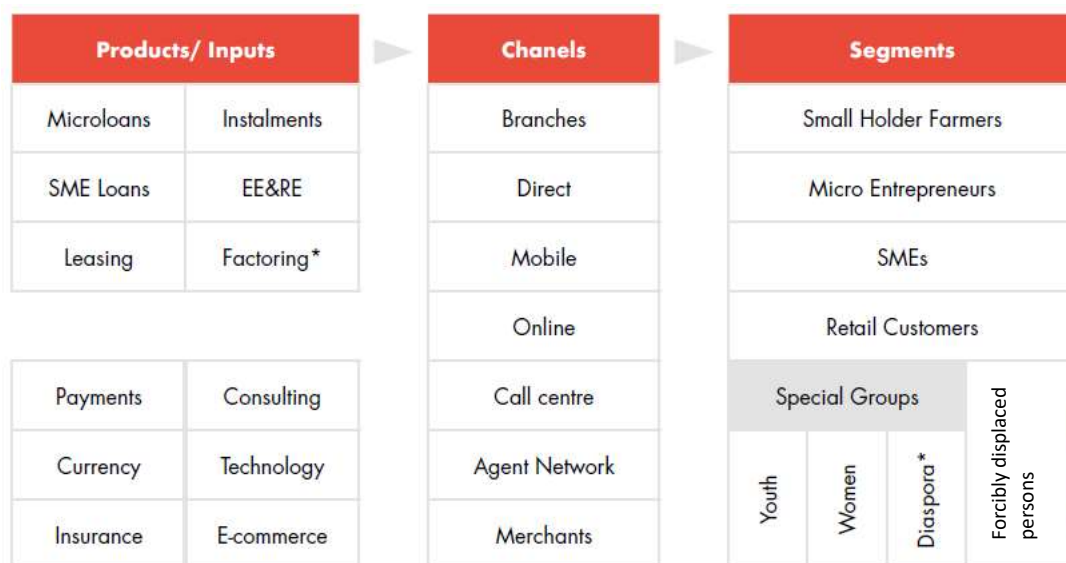 Products/ Inputs
Microloans
Instalments
SME Loans
EE&RE
Leasing
Factoring*
Payments
Consulting
Currency
Technology
Insurance
E-commerce
Chanels
Branches
Direct
Mobile
Online
Call centre
Agent Network
Merchants
Segments
Small Holder Farmers
Micro Entrepreneurs
SMEs
Retail Customers
Special Groups
Youth
Women
Diaspora*
Forcibly displaced
persons